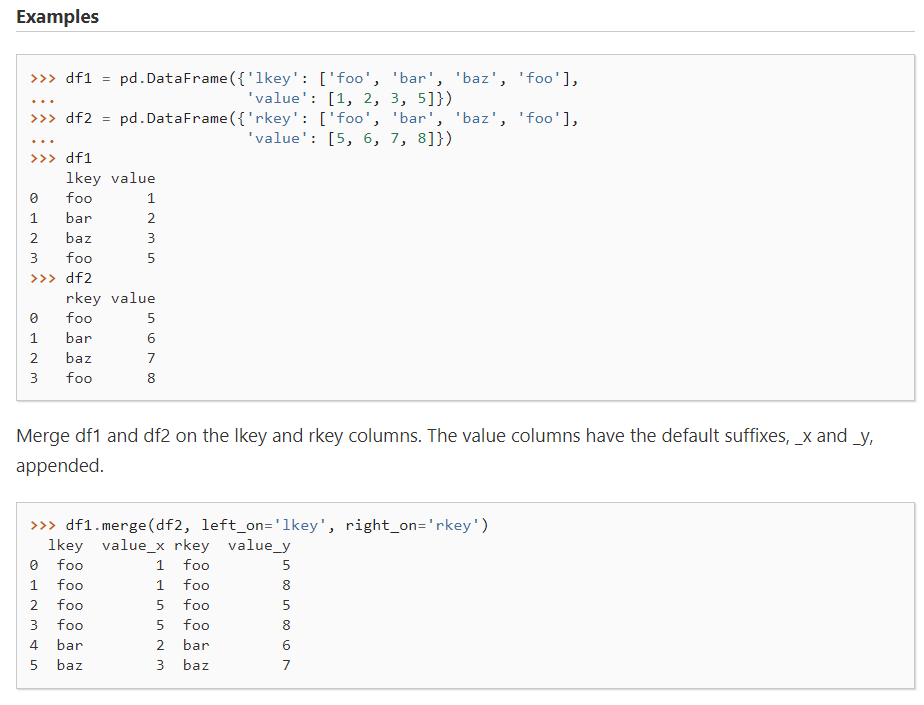 Examples
>>> df1 = pd.DataFrame({'lkey': ['foo', 'bar', 'baz', 'foo'],
...                     'value': [1, 2, 3, 5]})
>>> df2 = pd.DataFrame({'rkey': ['foo', 'bar', 'baz', 'foo'],
...                     'value': [5, 6, 7, 8]})
>>> df1
    lkey value
0   foo      1
1   bar      2
2   baz      3
3   foo      5
>>> df2
    rkey value
0   foo      5
1   bar      6
2   baz      7
3   foo      8
Merge df1 and df2 on the lkey and rkey columns. The value columns have the default suffixes, _x and _y,
appended.
>>> df1.merge(df2, left_on='lkey', right_on='rkey')
  lkey  value_x rkey  value_y
0  foo        1  foo        5
1  foo        1  foo        8
2  foo        5  foo        5
3  foo        5  foo        8
4  bar        2  bar        6
5  baz        3  baz        7